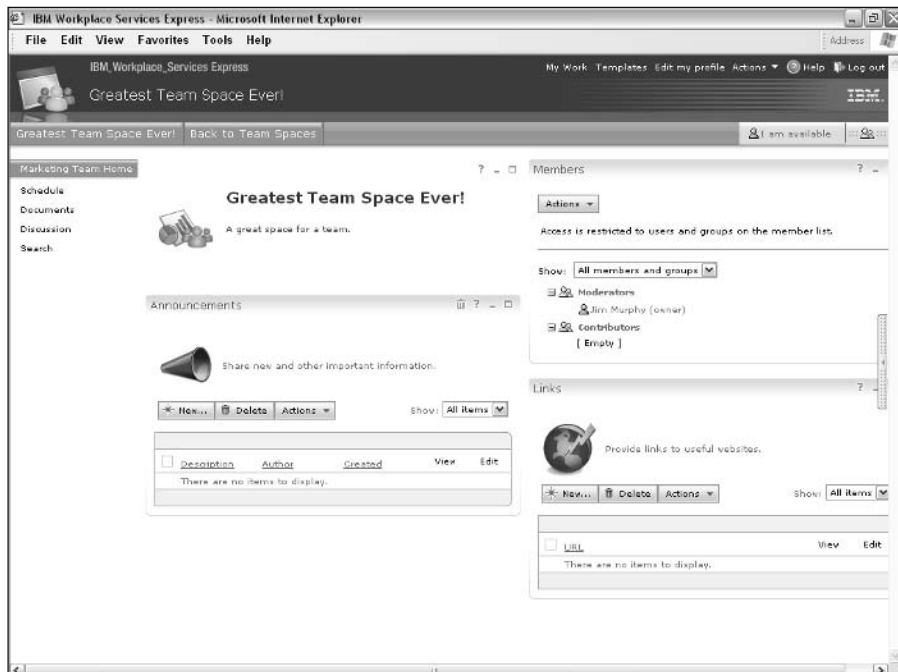 IBM Workplace Services Express - Microsoft Internet Explorer
File Edit View Favorites Tools Help
Address
IBM_Workplace_Services Express
My Work Templates Edit my profile Actions Help Log out
Greatest Team Space Ever!
IBM.
Greatest Team Space Ever! Back to Team Spaces
I am available
Marketing Team Home
Schedule
Documents
Discussion
Search
? 
Greatest Team Space Ever!
A great space for a team.
Announcements
?
Share new and other important information.
New... Delete Actions
Show: All items
Description Author Created View Edit
There are no items to display.
Members
?
Actions
Access is restricted to users and groups on the member list.
Show: All members and groups
Moderators
Jim Murphy (owner)
Contributors
[ Empty ]
Links
?
Provide links to useful websites.
New... Delete Actions
Show: All items
URL View Edit
There are no items to display.